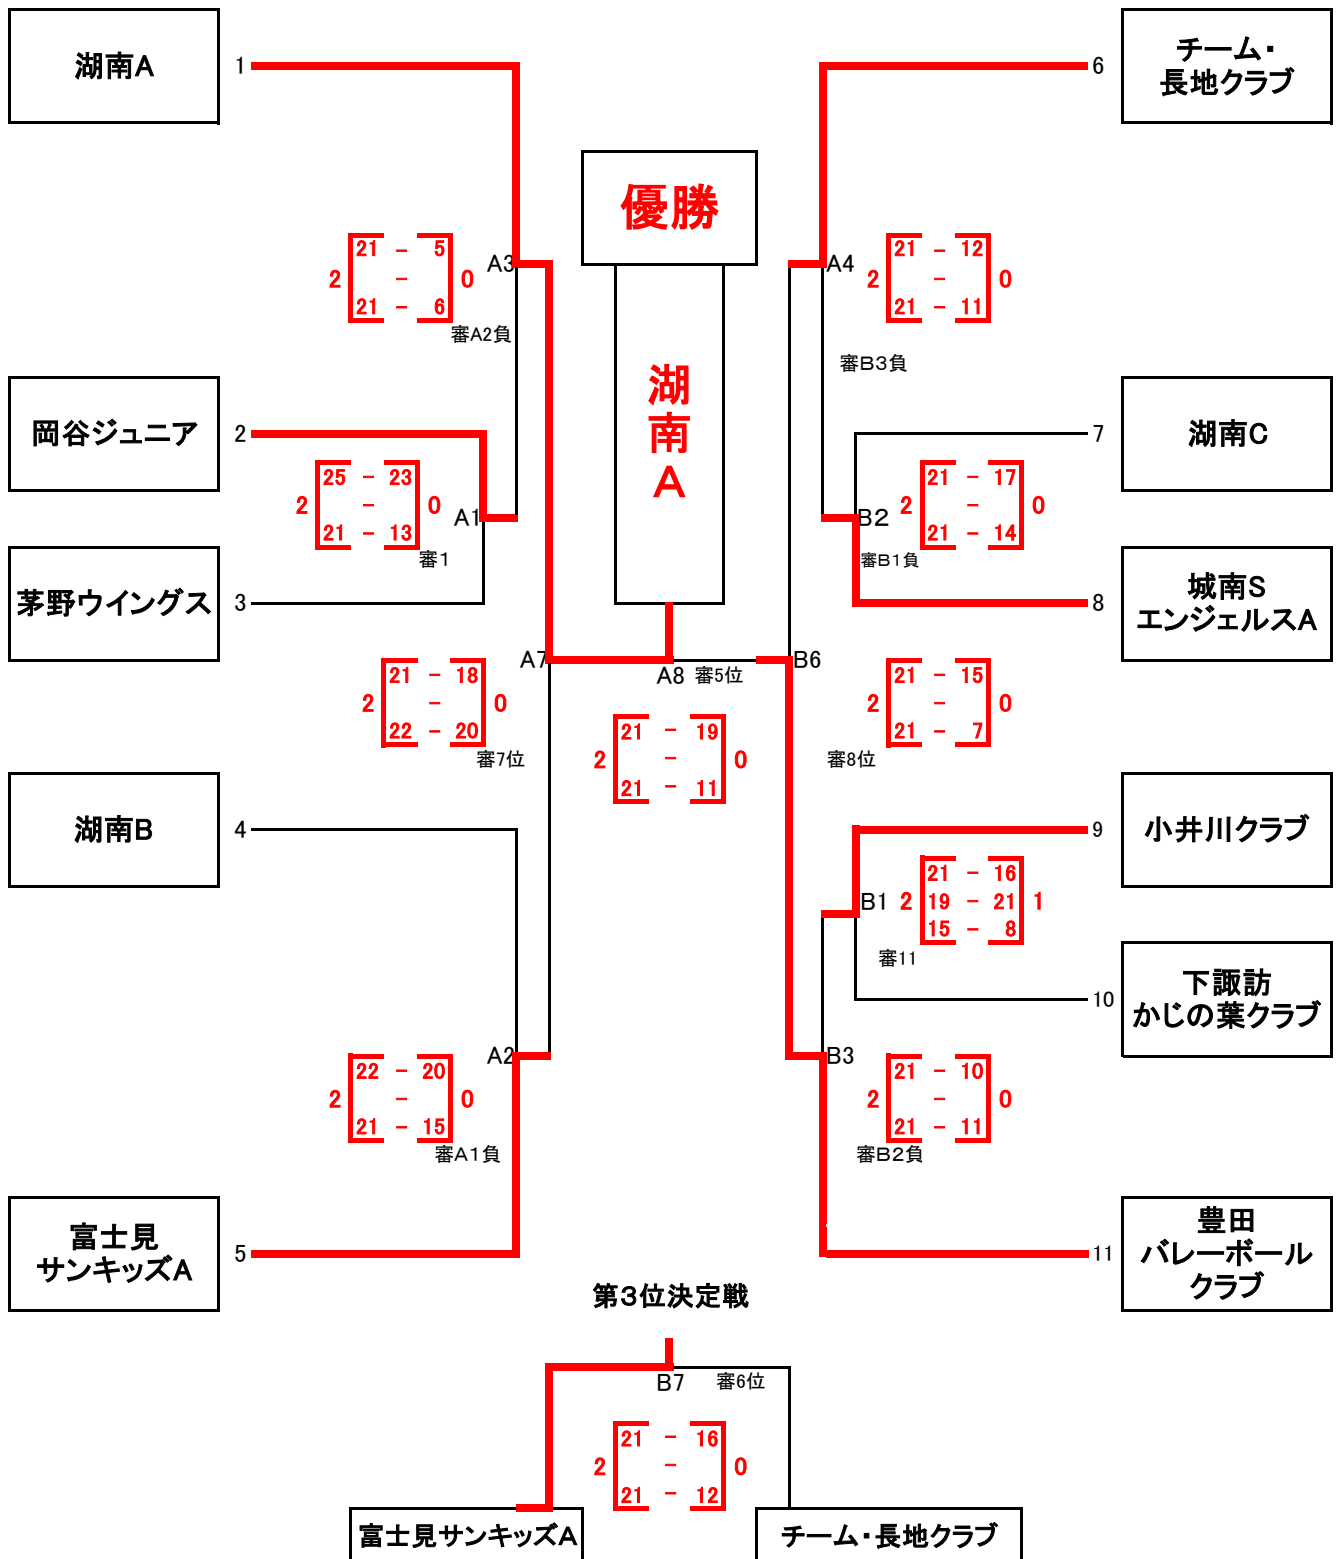 湖南A
1
6
チーム・
長地クラブ
優勝
湖南A
2
21 - 5
-
21 - 6
0
A3
審A2負
A4
2
21 - 12
-
21 - 11
0
審B3負
岡谷ジュニア
2
2
25 - 23
-
21 - 13
0
A1
審1
7
湖南C
B2
2
21 - 17
-
21 - 14
0
審B1負
茅野ウイングス
3
8
城南S
エンジェルスA
A7
2
21 - 18
-
22 - 20
0
審7位
A8 審5位
2
21 - 19
-
21 - 11
0
B6
2
21 - 15
-
21 - 7
0
審8位
湖南B
4
9
小井川クラブ
B1
2
21 - 16
19 - 21
15 - 8
1
審11
10
下諏訪
かじの葉クラブ
A2
2
22 - 20
-
21 - 15
0
審A1負
B3
2
21 - 10
-
21 - 11
0
審B2負
富士見
サンキッズA
5
11
豊田
バレーボール
クラブ
第3位決定戦
B7 審6位
2
21 - 16
-
21 - 12
0
富士見サンキッズA
チーム・長地クラブ